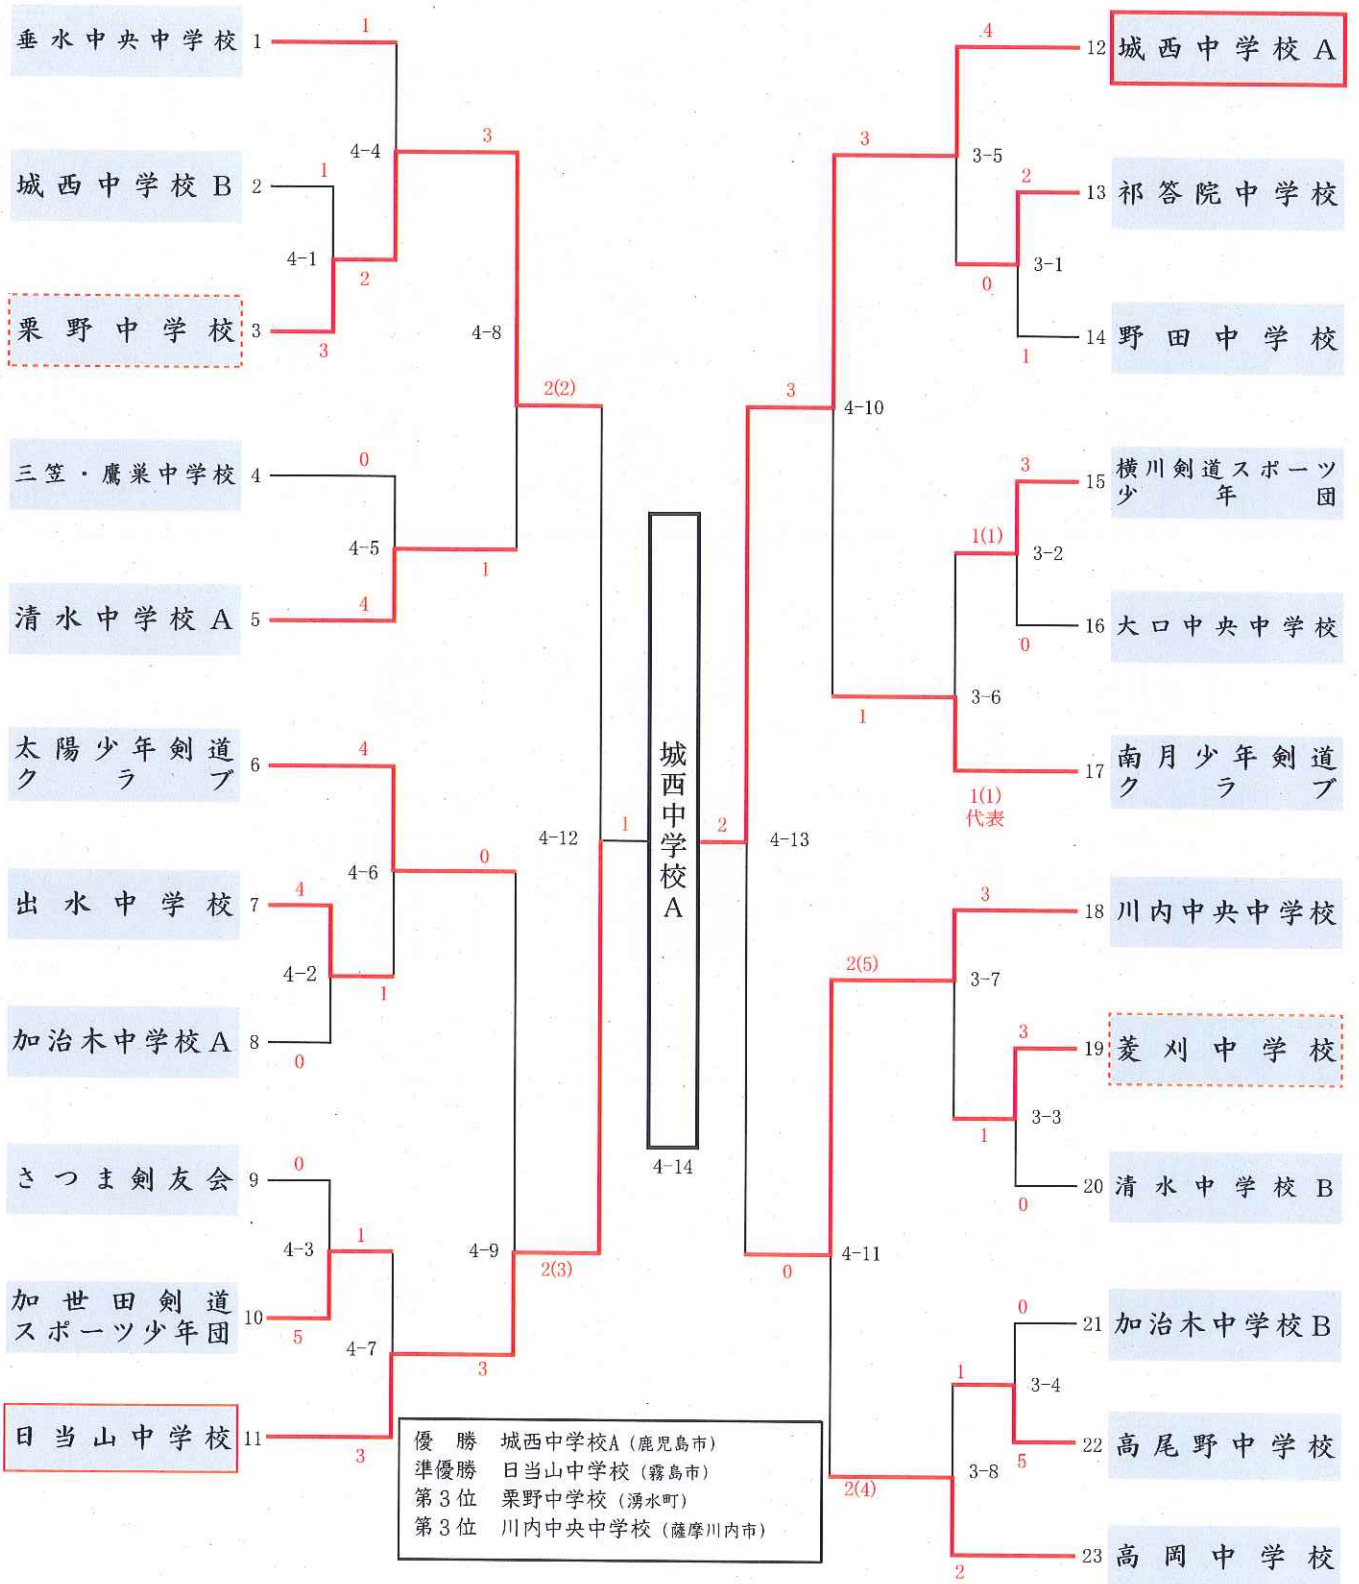 垂水中央中学校 1
1
城西中学校B 2
1
4-1
2
栗野中学校 3
3
4-4
3
三笠・鷹巣中学校 4
0
4-5
1
清水中学校A 5
4
4-8
2(2)
太陽少年剣道
クラブ
6
4
4-6
0
出水中学校 7
4
4-2
1
加治木中学校A 8
0
4-12
1
さつま剣友会 9
0
4-3
1
加世田剣道
スポーツ少年団
10
5
4-7
3
4-9
2(3)
日当山中学校 11
3
城西中学校A
4-14
4
12 城西中学校A
3
3-5
2
13 祁答院中学校
3-1
0
14 野田中学校
1
3
4-10
3
15 横川剣道スポーツ
少年団
1(1)
3-2
16 大口中央中学校
0
3-6
1
17 南月少年剣道
クラブ
1(1)
代表
2
4-13
3
18 川内中央中学校
2(5)
3-7
3
19 菱刈中学校
3-3
1
20 清水中学校B
0
4-11
0
0
21 加治木中学校B
1
3-4
22 高尾野中学校
5
3-8
2(4)
23 高岡中学校
2
優勝 城西中学校A(鹿児島市)
準優勝 日当山中学校(霧島市)
第3位 栗野中学校(湧水町)
第3位 川内中央中学校(薩摩川内市)